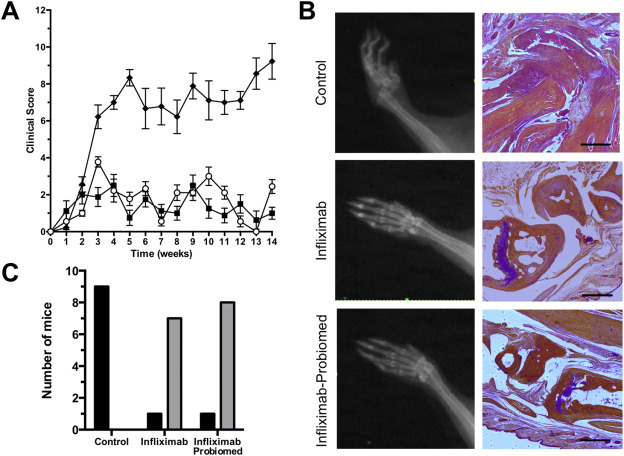 A
Clinical Score
12
10
8
6
4
2
0
0 1 2 3 4 5 6 7 8 9 10 11 12 13 14
Time (weeks)
B
Control
Infliximab
Infliximab-Probiomed
C
Number of mice
10
8
6
4
2
0
Control
Infliximab
Infliximab
Probiomed